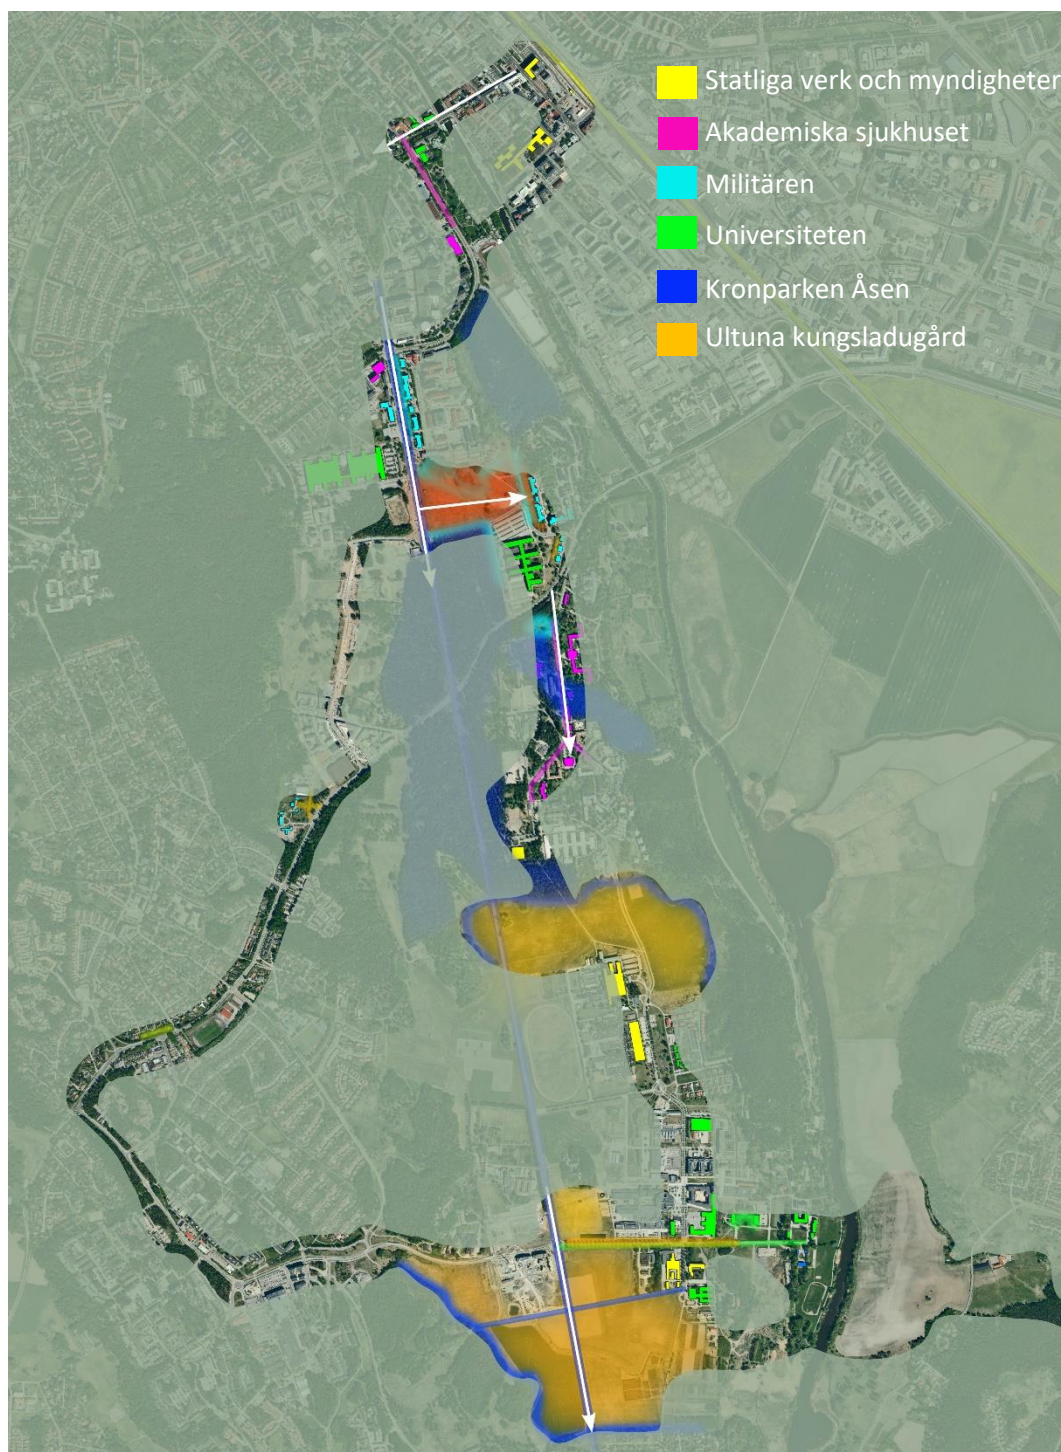 Statliga verk och myndigheter
Akademiska sjukhuset
Militären
Universiteten
Kronparken Åsen
Ultuna kungsladugård